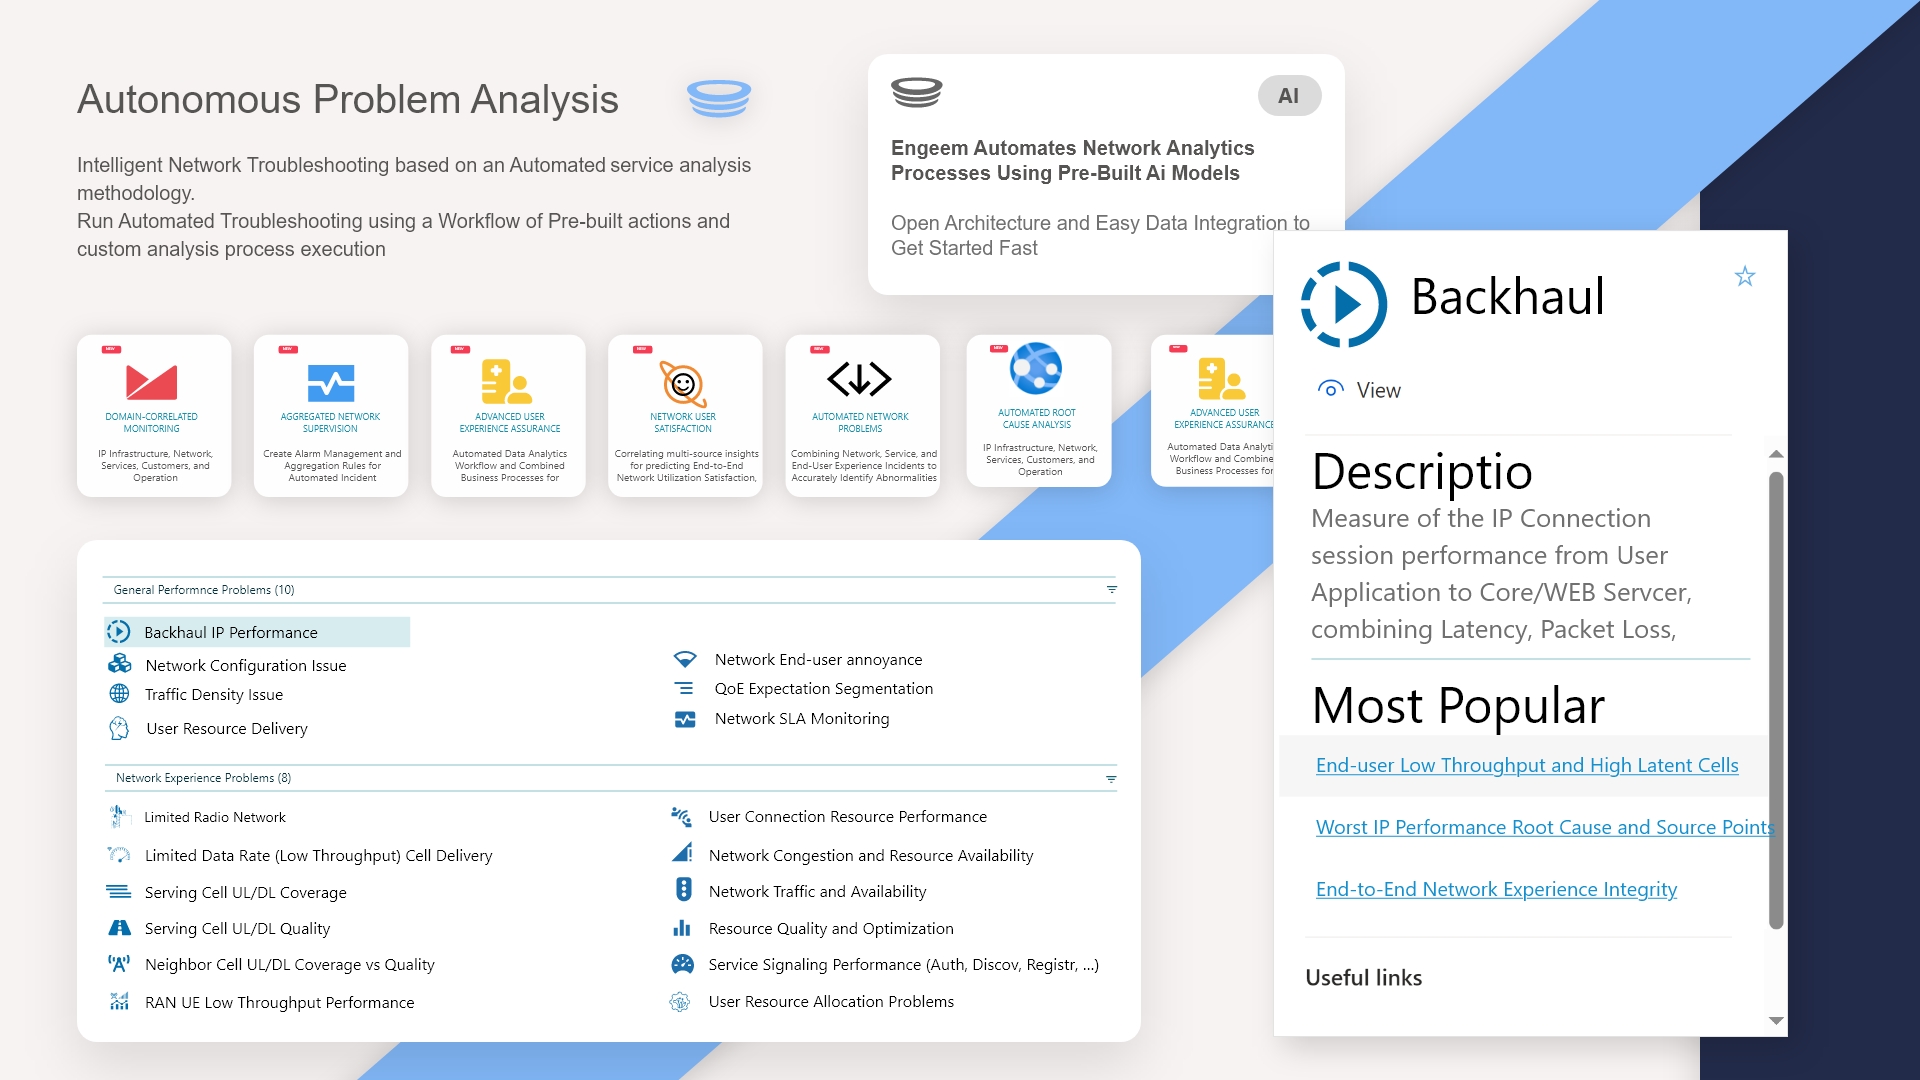 Autonomous Problem Analysis
Intelligent Network Troubleshooting based on an Automated service analysis
methodology.
Run Automated Troubleshooting using a Workflow of Pre-built actions and
custom analysis process execution
AI
Engeem Automates Network Analytics
Processes Using Pre-Built Ai Models
Open Architecture and Easy Data Integration to
Get Started Fast
NEW
DOMAIN-CORRELATED
MONITORING
IP Infrastructure, Network,
Services, Customers, and
Operation
NEW
AGGREGATED NETWORK
SUPERVISION
Create Alarm Management and
Aggregation Rules for
Automated Incident
NEW
ADVANCED USER
EXPERIENCE ASSURANCE
Automated Data Analytics
Workflow and Combined
Business Processes for
NEW
NETWORK USER
SATISFACTION
Correlating multi-source insights
for predicting End-to-End
Network Utilization Satisfaction,
NEW
AUTOMATED NETWORK
PROBLEMS
Combining Network, Service, and
End-User Experience Incidents to
Accurately Identify Abnormalities
NEW
AUTOMATED ROOT
CAUSE ANALYSIS
IP Infrastructure, Network,
Services, Customers, and
Operation
ADVANCED USER
EXPERIENCE ASSURANCE
Automated Data Analyti
Workflow and Combine
Business Processes for
General Performnce Problems (10)
Backhaul IP Performance
Network Configuration Issue
Traffic Density Issue
User Resource Delivery
Network End-user annoyance
QoE Expectation Segmentation
Network SLA Monitoring
Network Experience Problems (8)
Limited Radio Network
Limited Data Rate (Low Throughput) Cell Delivery
Serving Cell UL/DL Coverage
Serving Cell UL/DL Quality
Neighbor Cell UL/DL Coverage vs Quality
RAN UE Low Throughput Performance
User Connection Resource Performance
Network Congestion and Resource Availability
Network Traffic and Availability
Resource Quality and Optimization
Service Signaling Performance (Auth, Discov, Registr, ...)
User Resource Allocation Problems
Backhaul
View
Descriptio
Measure of the IP Connection
session performance from User
Application to Core/WEB Servcer,
combining Latency, Packet Loss,
Most Popular
End-user Low Throughput and High Latent Cells
Worst IP Performance Root Cause and Source Points
End-to-End Network Experience Integrity
Useful links